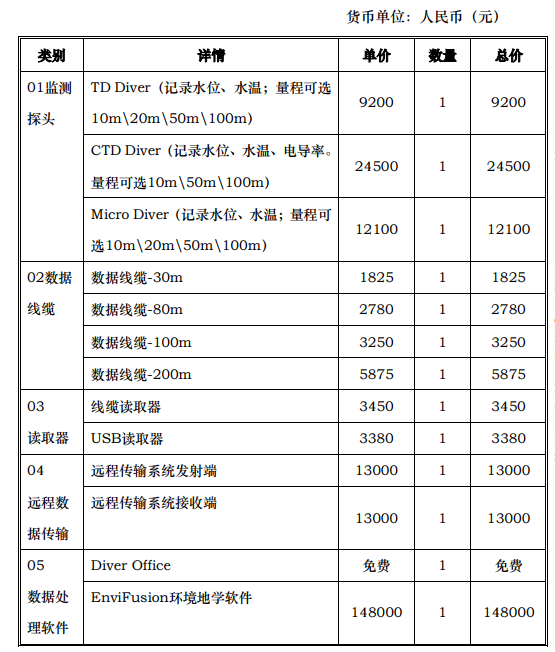 货币单位：人民币（元）
类别 详情 单价 数量 总价
01监测探头 TD Diver（记录水位、水温；量程可选10m\20m\50m\100m） 9200 1 9200
CTD Diver（记录水位、水温、电导率。量程可选10m\50m\100m） 24500 1 24500
Micro Diver（记录水位、水温；量程可选10m\20m\50m\100m） 12100 1 12100
02数据线缆 数据线缆-30m 1825 1 1825
数据线缆-80m 2780 1 2780
数据线缆-100m 3250 1 3250
数据线缆-200m 5875 1 5875
03读取器 线缆读取器 3450 1 3450
USB读取器 3380 1 3380
04远程数据传输 远程传输系统发射端 13000 1 13000
远程传输系统接收端 13000 1 13000
05数据处理软件 Diver Office 免费 1 免费
EnviFusion环境地学软件 148000 1 148000